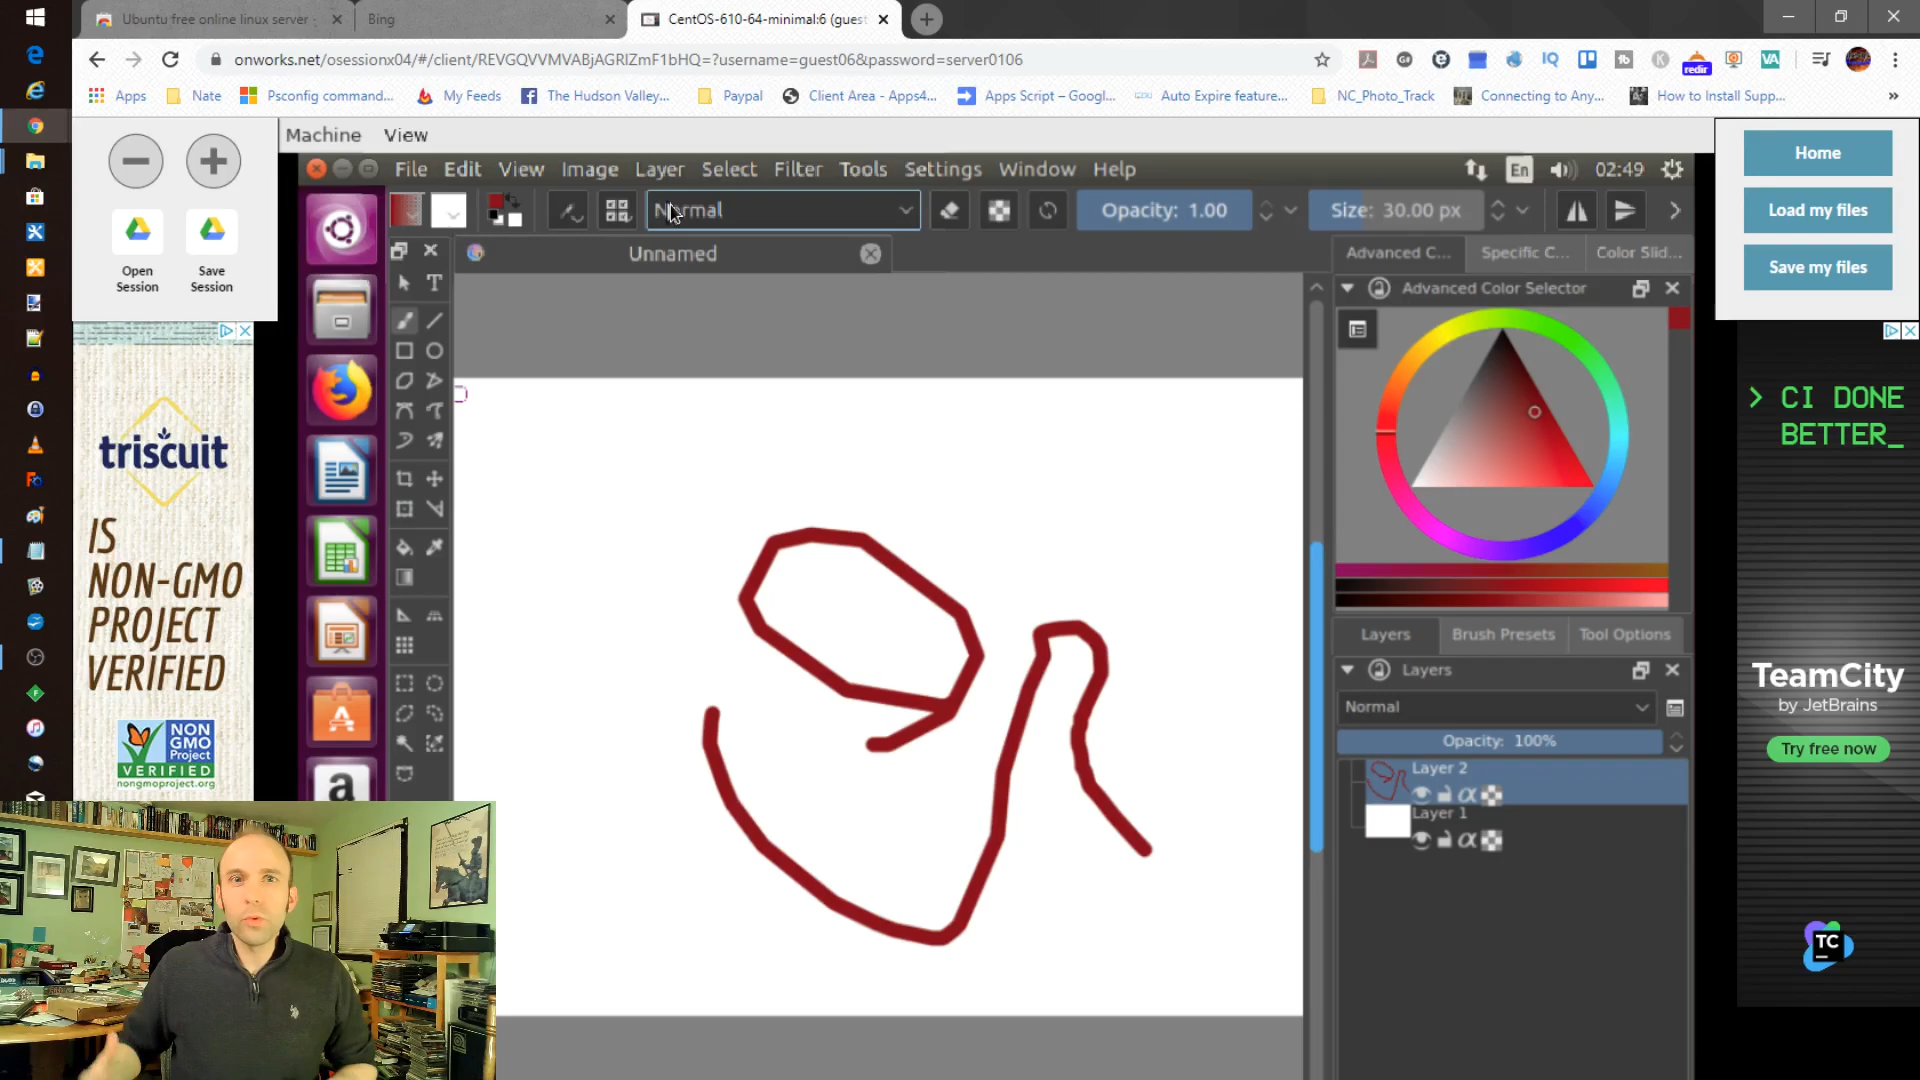 Ubuntu free online linux server -
Bing
CentOS-610-64-minimal:6 (gues
onworks.net/osessionx04/#/client/REVGQVVMVABjAGRlZmF1bHQ=?username=guest06&password=server0106
redir
IQ
VA
Apps
Nate
Psconfig command...
My Feeds
The Hudson Valley...
Paypal
Client Area - Apps4...
Apps Script – Googl...
Auto Expire feature...
NC_Photo_Track
Connecting to Any...
How to Install Supp...
»
Machine View
Open
Session
Save
Session
Home
Load my files
Save my files
File Edit View Image Layer Select Filter Tools Settings Window Help
En
02:49
Normal
Opacity: 1.00
Size: 30.00 px
Unnamed
Advanced C...
Specific C...
Color Slid...
Advanced Color Selector
Layers
Brush Presets
Tool Options
Layers
Normal
Opacity: 100%
Layer 2
Layer 1
triscuit
IS
NON-GMO
PROJECT
VERIFIED
NON
GMO
Project
VERIFIED
nongmoproject.org
> CI DONE
BETTER_
TeamCity
by JetBrains
Try free now
TC